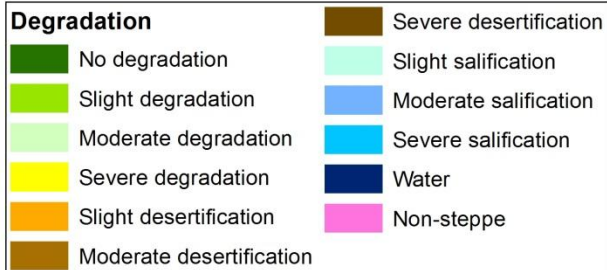 Degradation
No degradation
Slight degradation
Moderate degradation
Severe degradation
Slight desertification
Moderate desertification
Severe desertification
Slight salification
Moderate salification
Severe salification
Water
Non-steppe